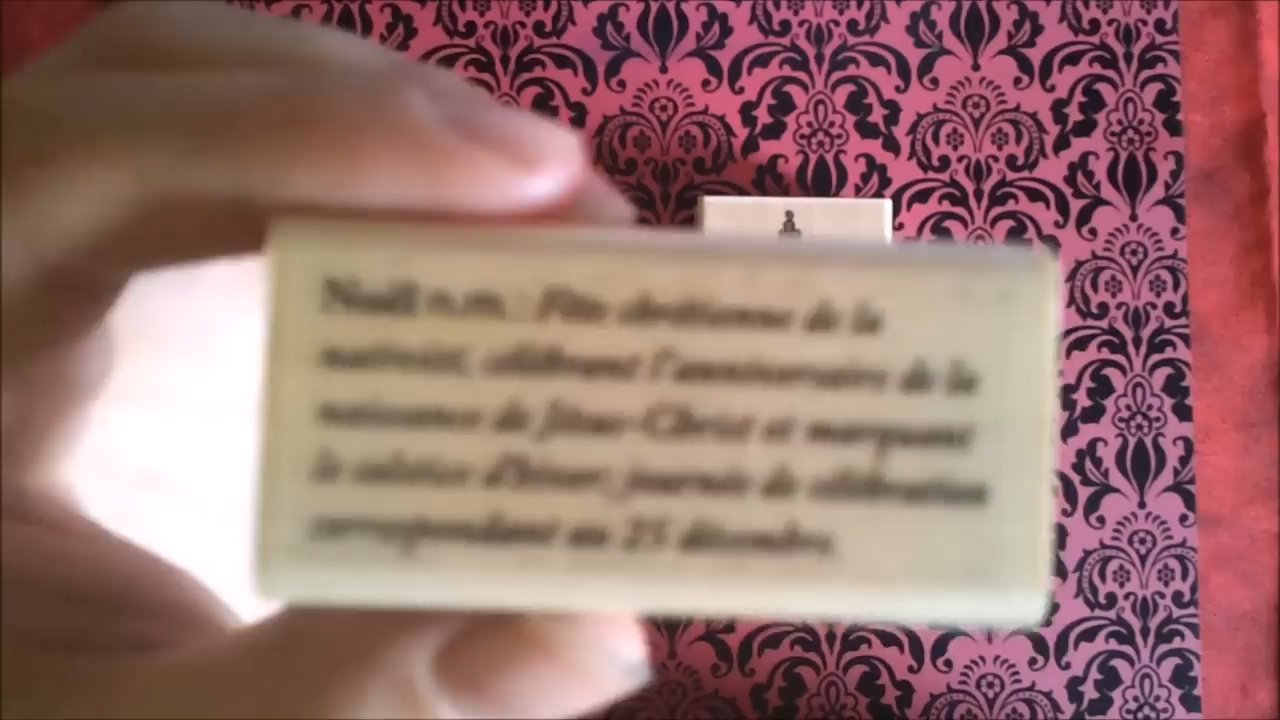 Noël n.m. : Fête chrétienne de la
nativité, célébrant l'anniversaire de la
naissance de Jésus-Christ et marquant
le solstice d'hiver; journée de célébration
correspondant au 25 décembre.